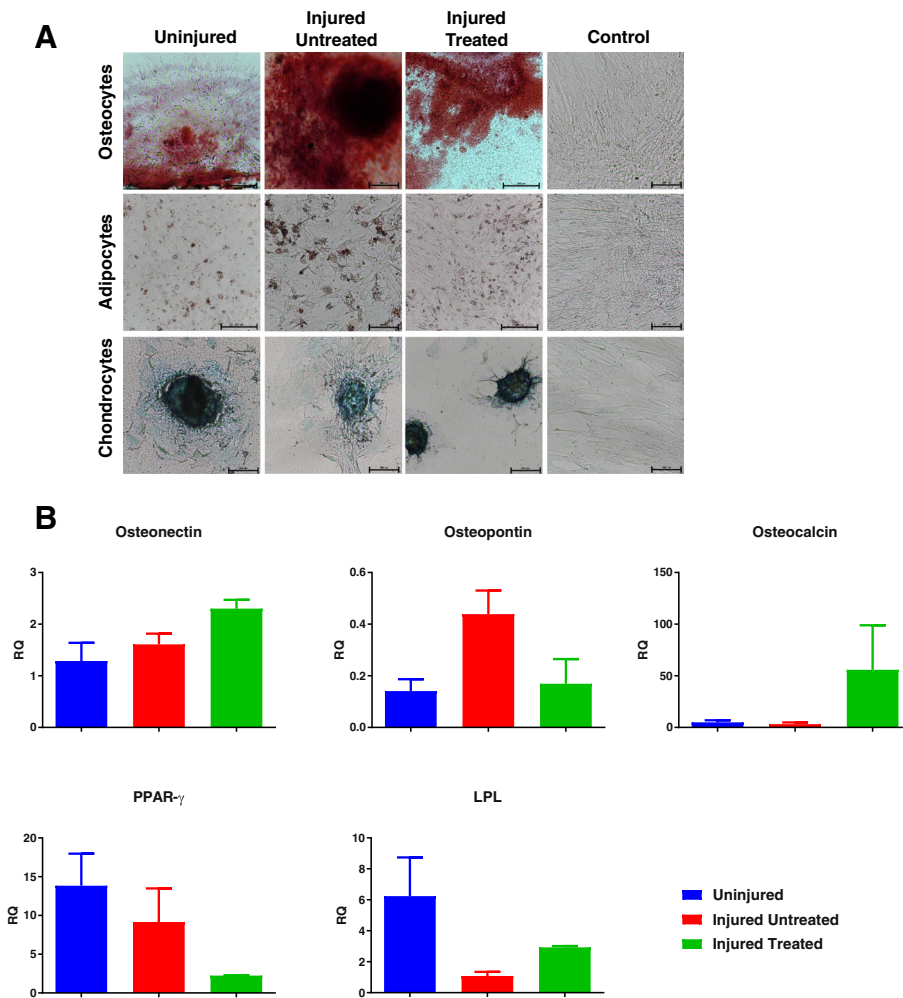 A
Uninjured
Injured
Untreated
Injured
Treated
Control
Osteocytes
Adipocytes
Chondrocytes
B
Osteonectin
3
2
1
0
RQ
Osteopontin
0.6
0.4
0.2
0.0
RQ
Osteocalcin
150
100
50
0
RQ
PPAR-γ
20
15
10
5
0
RQ
LPL
10
8
6
4
2
0
RQ
Uninjured
Injured Untreated
Injured Treated